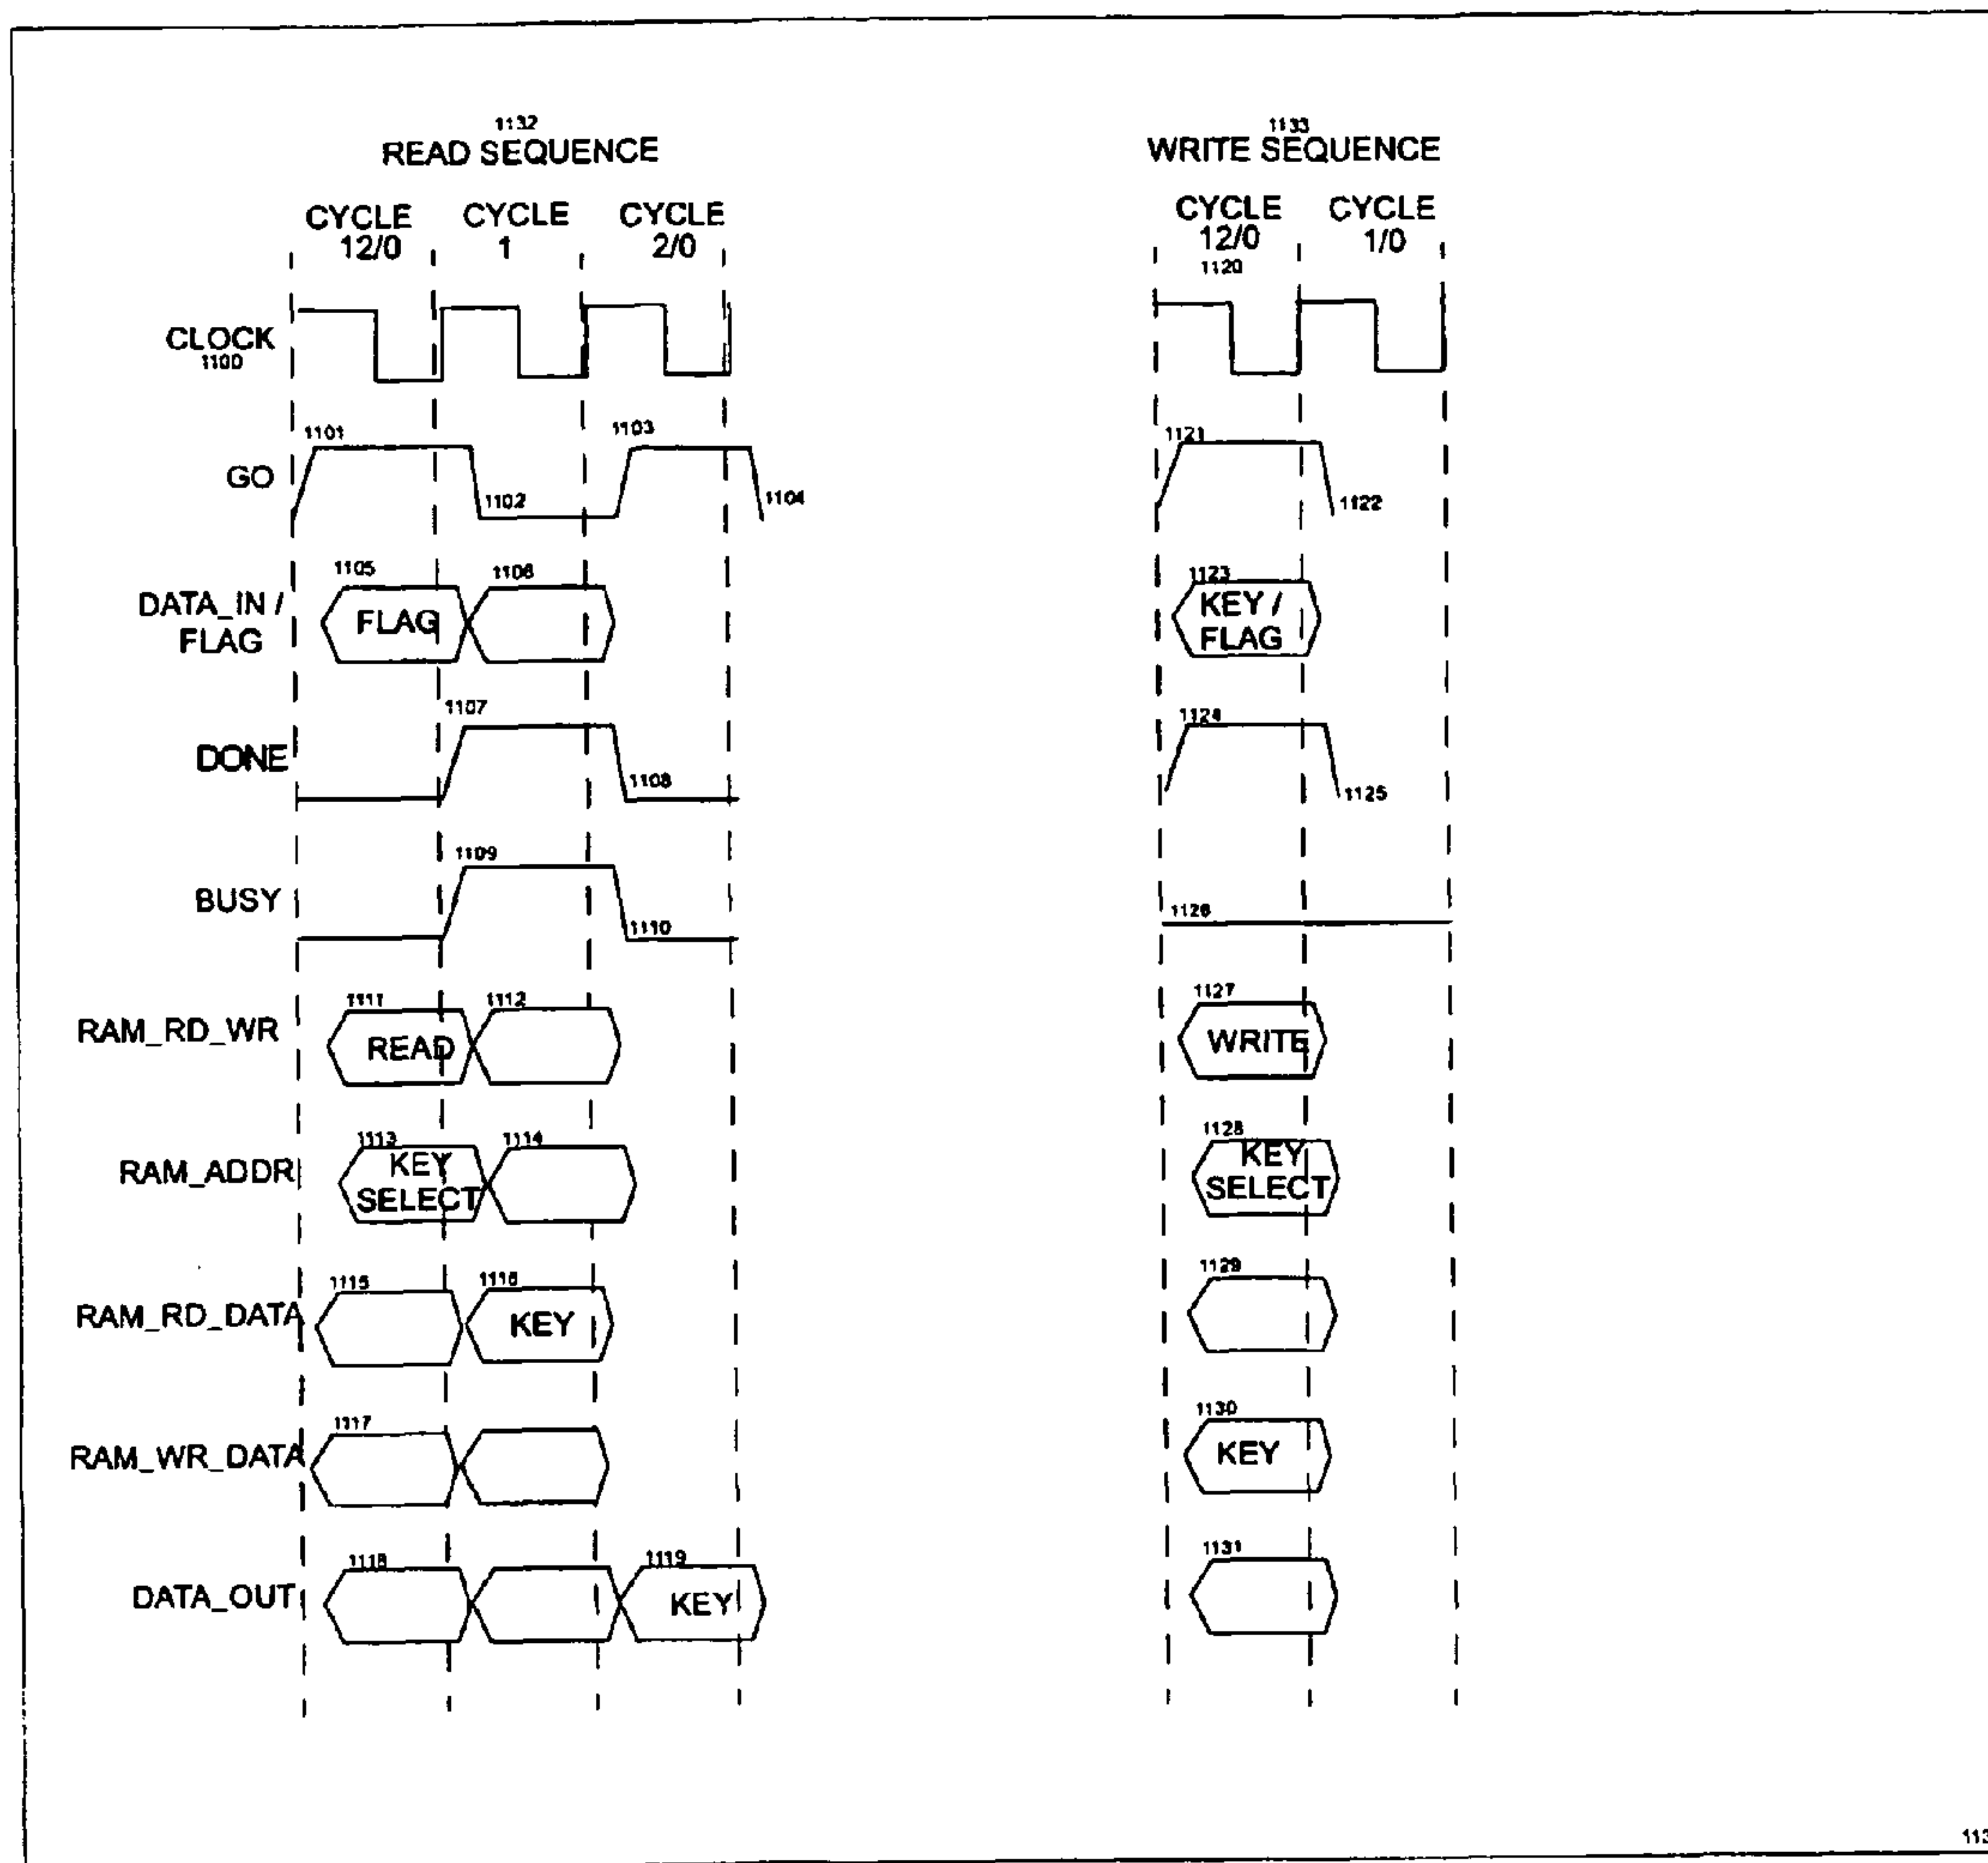 1132
READ SEQUENCE
1133
WRITE SEQUENCE
CYCLE 12/0
CYCLE 1
CYCLE 2/0
CYCLE 12/0
CYCLE 1/0
1120
CLOCK
1100
GO
1101
1102
1103
1104
1121
1122
DATA_IN / FLAG
1105
FLAG
1106
1123
KEY / FLAG
DONE
1107
1108
1124
1125
BUSY
1109
1110
1126
RAM_RD_WR
1111
READ
1112
1127
WRITE
RAM_ADDR
1113
KEY SELECT
1114
1128
KEY SELECT
RAM_RD_DATA
1115
1116
KEY
1129
RAM_WR_DATA
1117
1130
KEY
DATA_OUT
1118
1119
KEY
1131